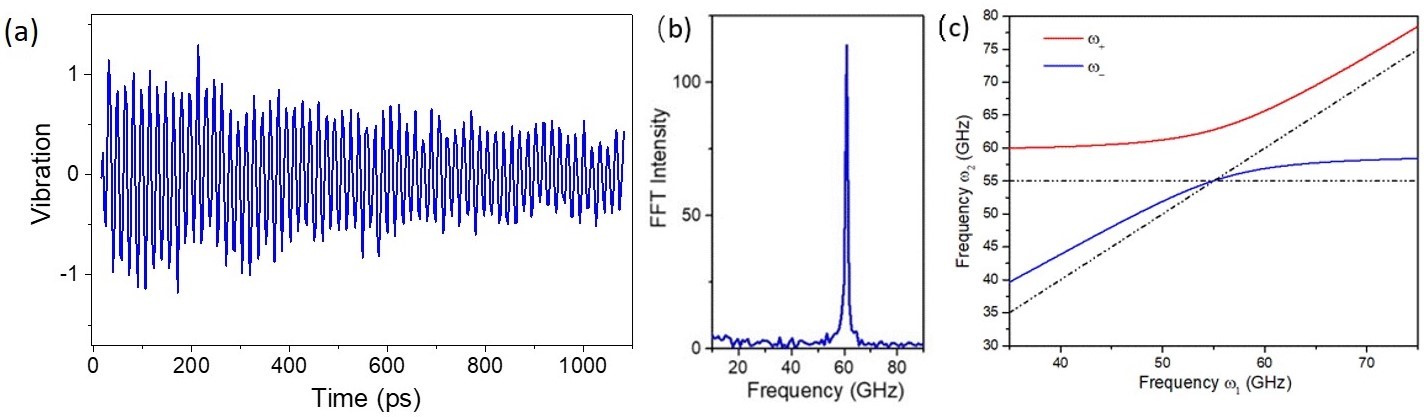 (a)
Vibration
1
0
-1
0
200
400
600
800
1000
Time (ps)
(b)
FFT Intensity
100
50
0
20
40
60
80
Frequency (GHz)
(c)
ω+
ω−
Frequency ω2 (GHz)
80
75
70
65
60
55
50
45
40
35
30
40
50
60
70
Frequency ω1 (GHz)